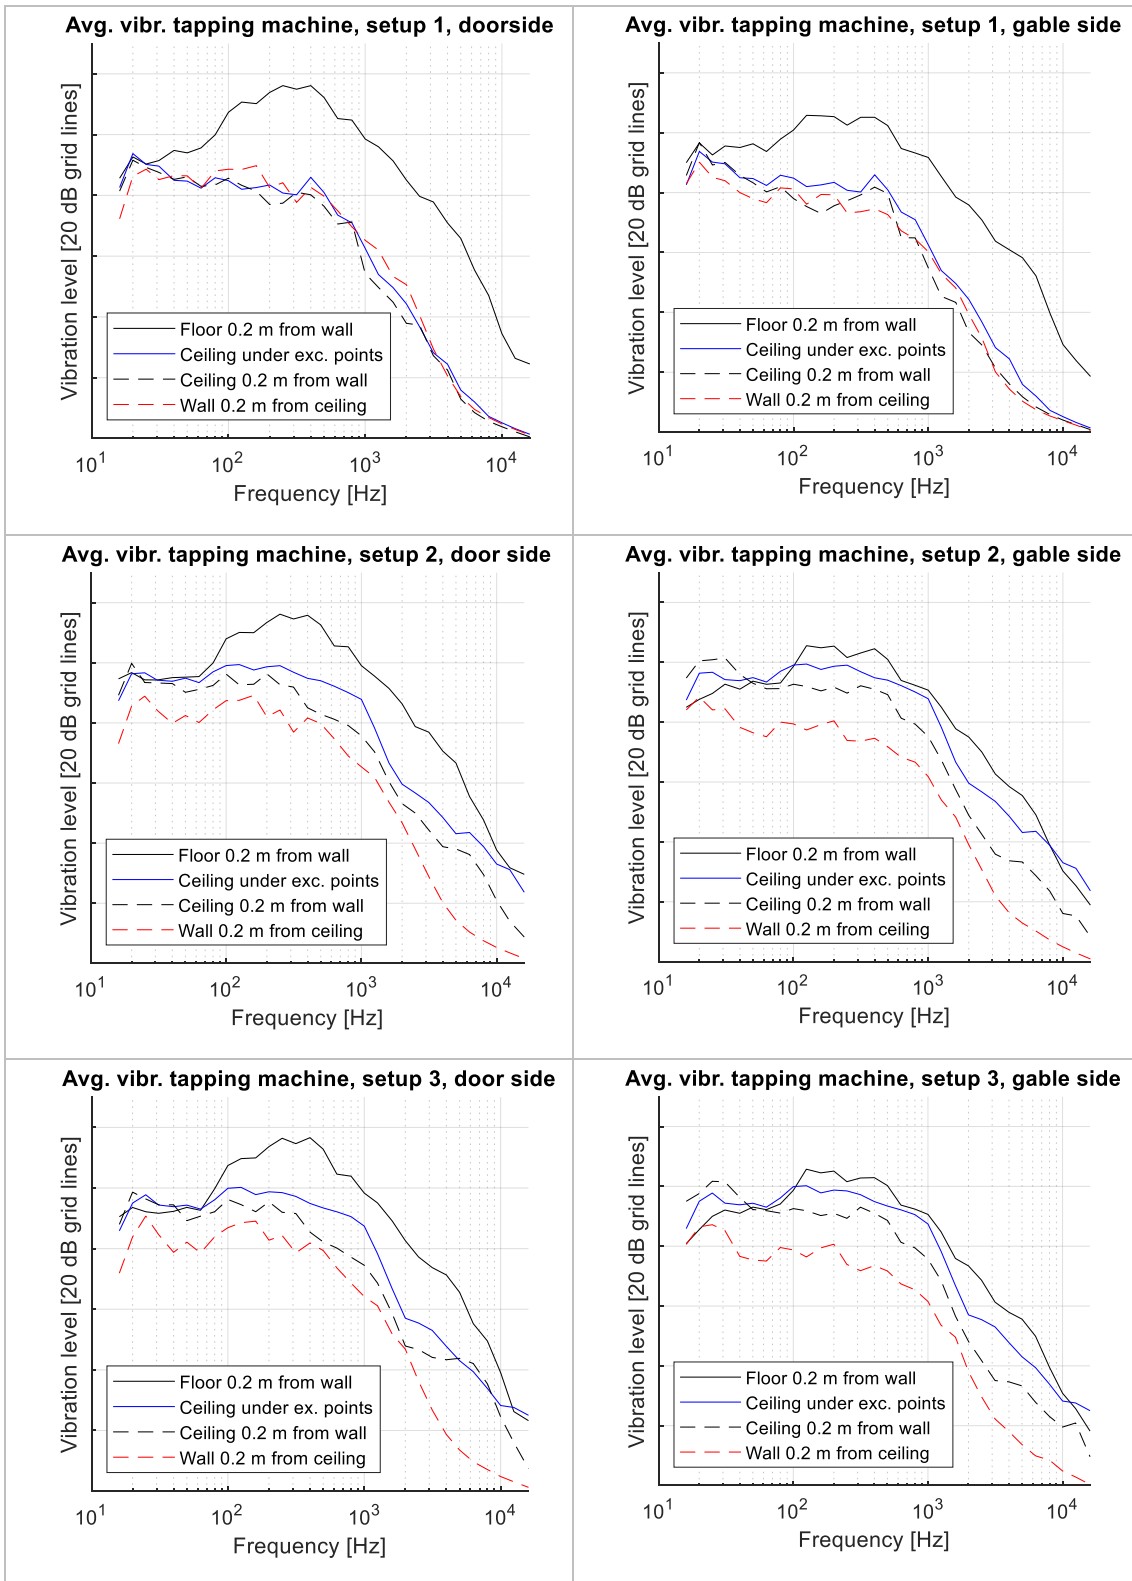 Avg. vibr. tapping machine, setup 1, doorside
Vibration level [20 dB grid lines]
Floor 0.2 m from wall
Ceiling under exc. points
Ceiling 0.2 m from wall
Wall 0.2 m from ceiling
10^1 10^2 10^3 10^4
Frequency [Hz]
Avg. vibr. tapping machine, setup 1, gable side
Vibration level [20 dB grid lines]
Floor 0.2 m from wall
Ceiling under exc. points
Ceiling 0.2 m from wall
Wall 0.2 m from ceiling
10^1 10^2 10^3 10^4
Frequency [Hz]
Avg. vibr. tapping machine, setup 2, door side
Vibration level [20 dB grid lines]
Floor 0.2 m from wall
Ceiling under exc. points
Ceiling 0.2 m from wall
Wall 0.2 m from ceiling
10^1 10^2 10^3 10^4
Frequency [Hz]
Avg. vibr. tapping machine, setup 2, gable side
Vibration level [20 dB grid lines]
Floor 0.2 m from wall
Ceiling under exc. points
Ceiling 0.2 m from wall
Wall 0.2 m from ceiling
10^1 10^2 10^3 10^4
Frequency [Hz]
Avg. vibr. tapping machine, setup 3, door side
Vibration level [20 dB grid lines]
Floor 0.2 m from wall
Ceiling under ex. points
Ceiling 0.2 m from wall
Wall 0.2 m from ceiling
10^1 10^2 10^3 10^4
Frequency [Hz]
Avg. vibr. tapping machine, setup 3, gable side
Vibration level [20 dB grid lines]
Floor 0.2 m from wall
Ceiling under exc. points
Ceiling 0.2 m from wall
Wall 0.2 m from ceiling
10^1 10^2 10^3 10^4
Frequency [Hz]